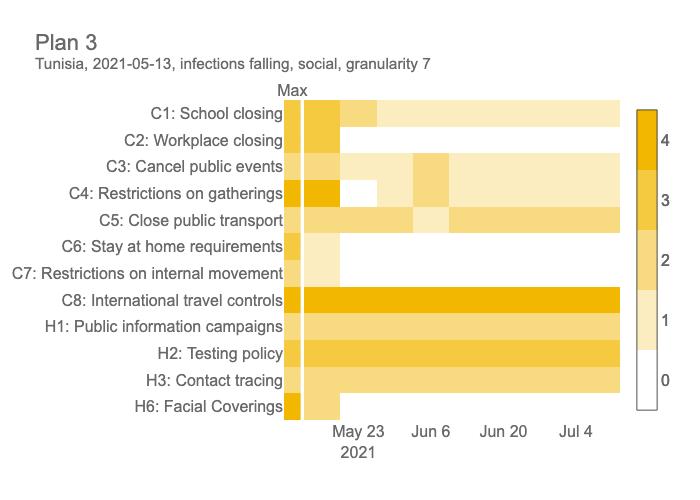 Plan 3
Tunisia, 2021-05-13, infections falling, social, granularity 7
Max
C1: School closing
C2: Workplace closing
C3: Cancel public events
C4: Restrictions on gatherings
C5: Close public transport
C6: Stay at home requirements
C7: Restrictions on internal movement
C8: International travel controls
H1: Public information campaigns
H2: Testing policy
H3: Contact tracing
H6: Facial Coverings
May 23 Jun 6 Jun 20 Jul 4
2021
4
3
2
1
0